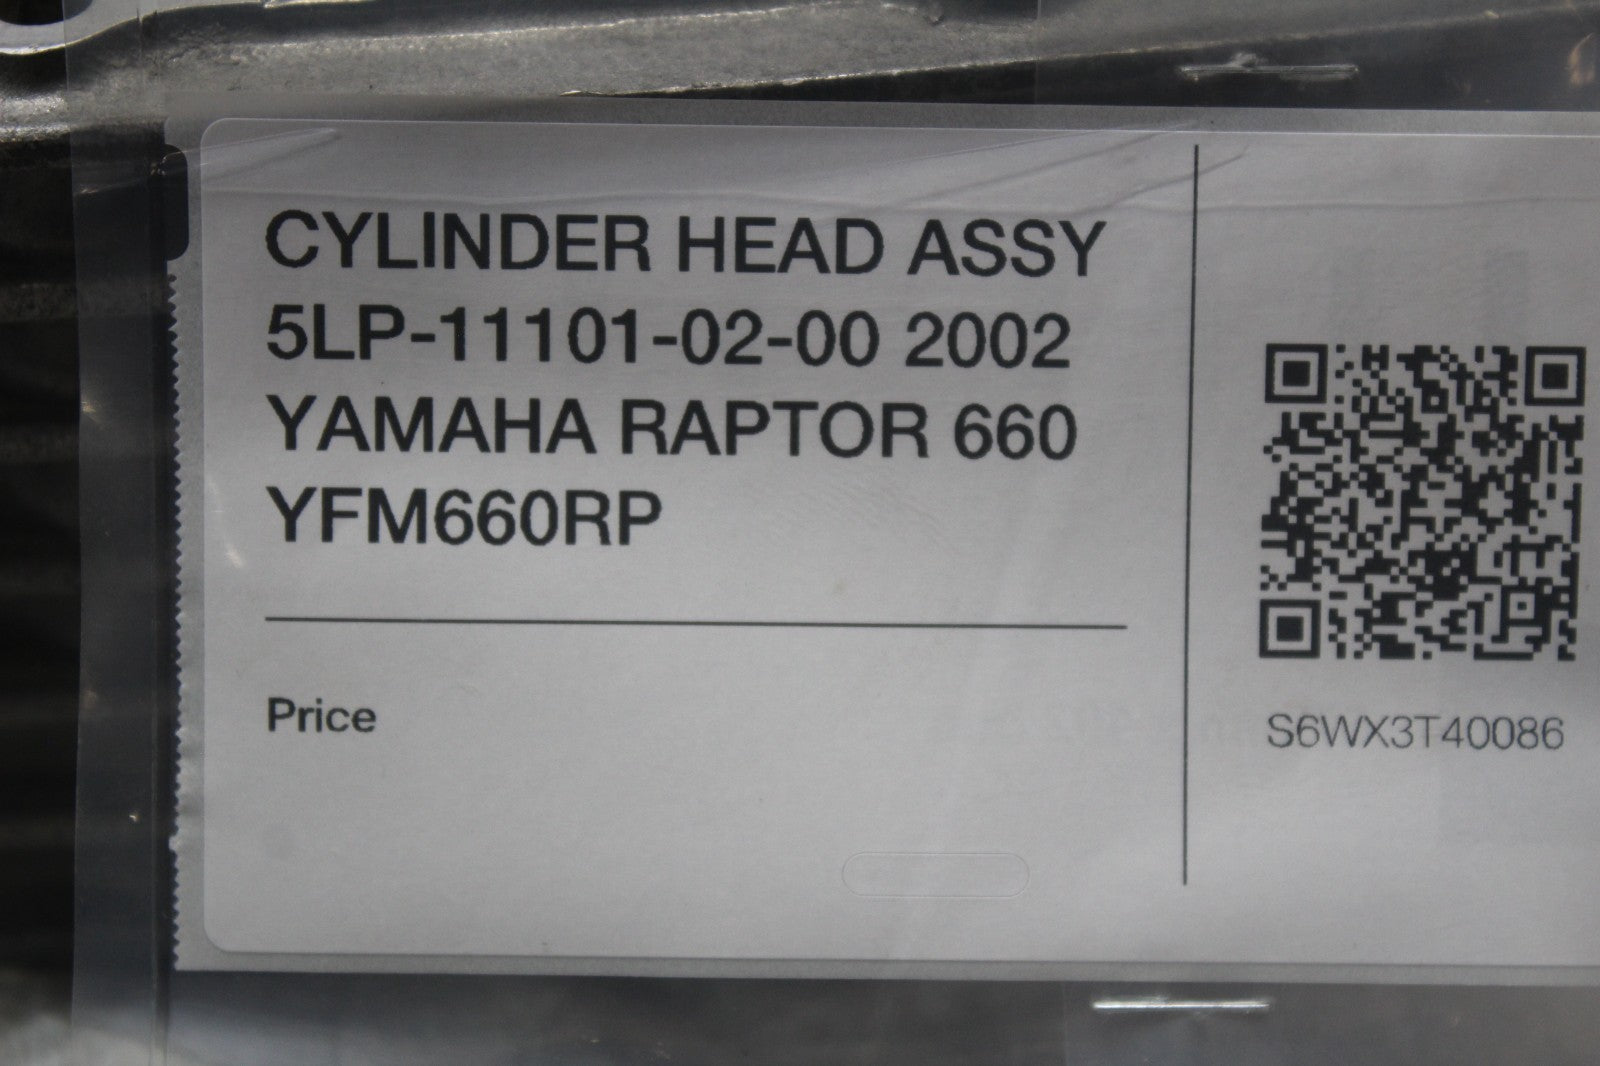 CYLINDER HEAD ASSY
5LP-11101-02-00 2002
YAMAHA RAPTOR 660
YFM660RP
Price
S6WX3T40086